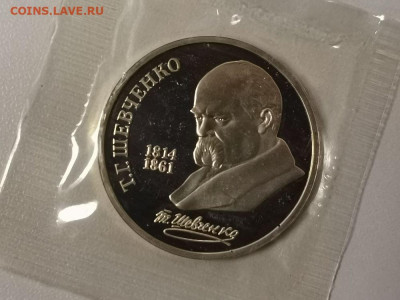 COINS.LAVE.RU
Т.Г. ШЕВЧЕНКО
1814
1861
Т. Шевченко